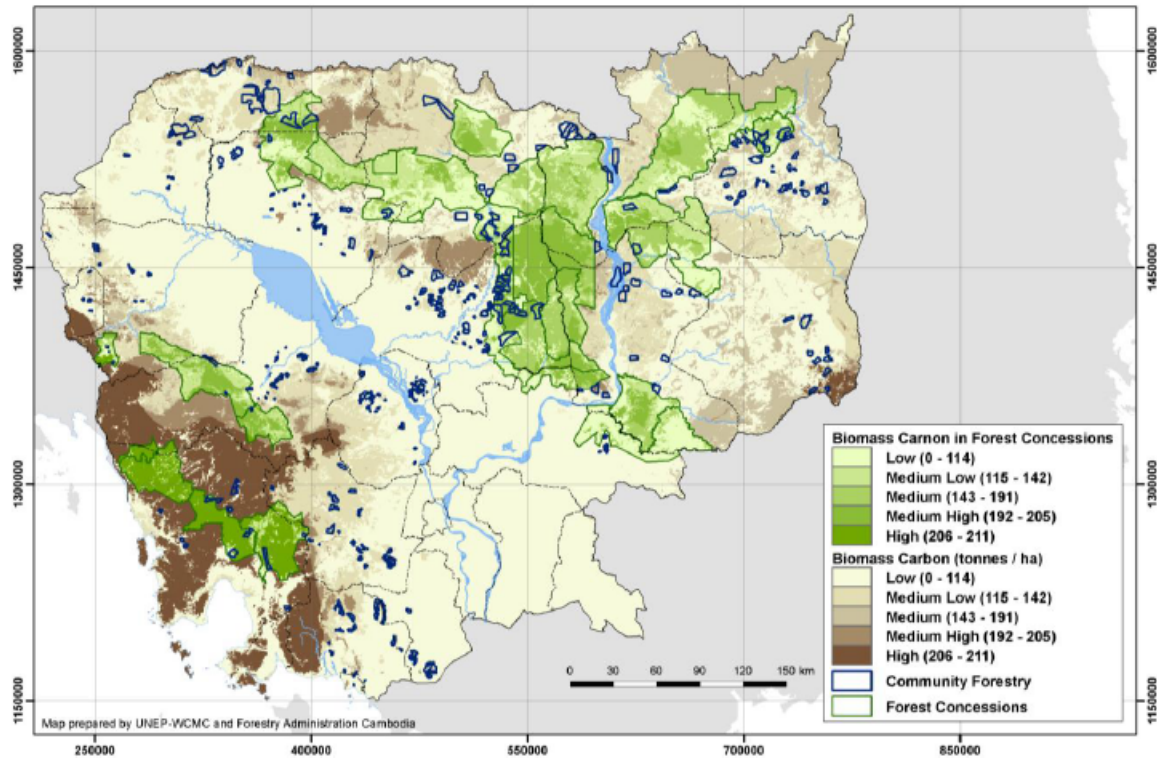 1600000
1450000
1300000
1150000
1600000
1450000
1300000
1150000
Biomass Carnon in Forest Concessions
Low (0 - 114)
Medium Low (115 - 142)
Medium (143 - 191)
Medium High (192 - 205)
High (206 - 211)
Biomass Carbon (tonnes / ha)
Low (0 - 114)
Medium Low (115 - 142)
Medium (143 - 191)
Medium High (192 - 205)
High (206 - 211)
Community Forestry
Forest Concessions
0 30 60 90 120 150 km
Map prepared by UNEP-WCMC and Forestry Administration Cambodia
250000 400000 550000 700000 850000